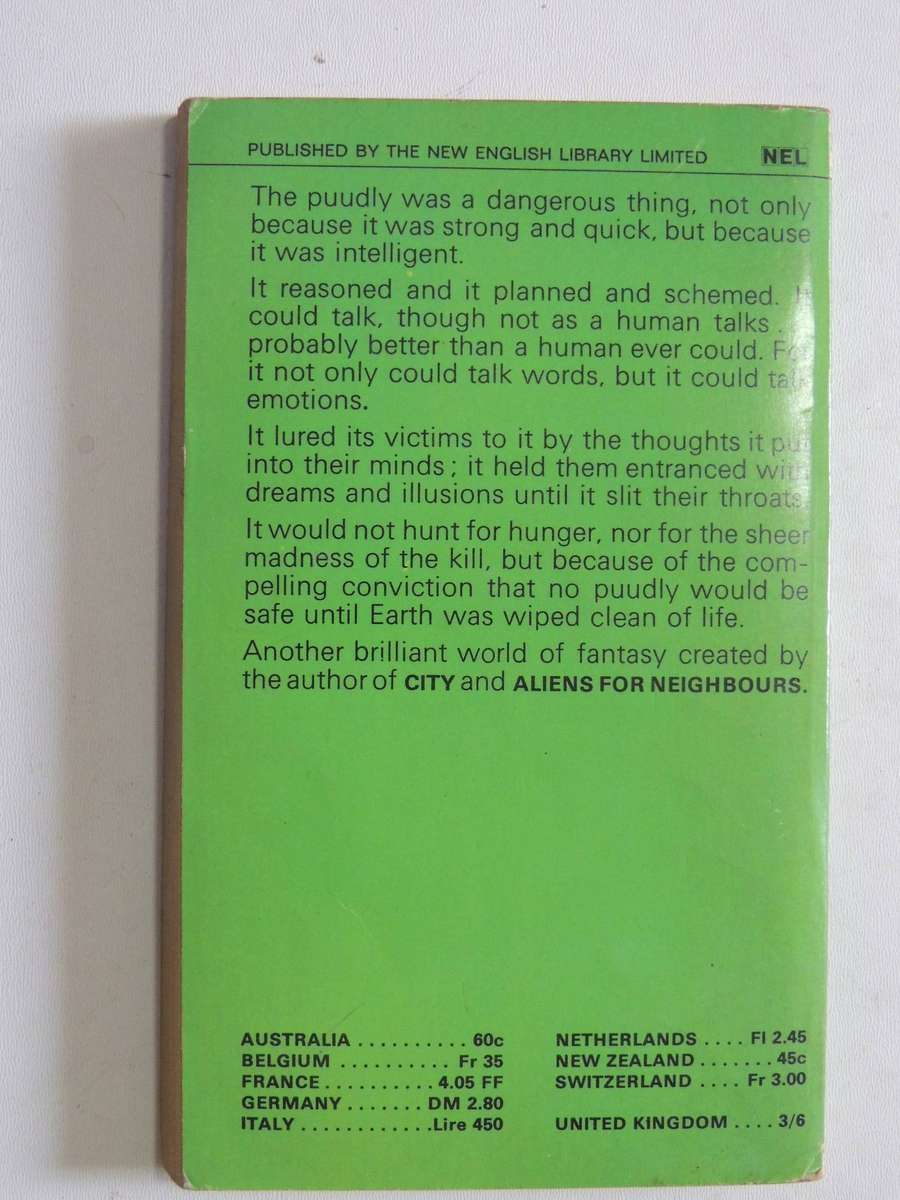 PUBLISHED BY THE NEW ENGLISH LIBRARY LIMITED NEL
The puudly was a dangerous thing, not only
because it was strong and quick, but because
it was intelligent.
It reasoned and it planned and schemed. It
could talk, though not as a human talks . .
probably better than a human ever could. For
it not only could talk words, but it could talk
emotions.
It lured its victims to it by the thoughts it put
into their minds; it held them entranced with
dreams and illusions until it slit their throats.
It would not hunt for hunger, nor for the sheer
madness of the kill, but because of the com-
pelling conviction that no puudly would be
safe until Earth was wiped clean of life.
Another brilliant world of fantasy created by
the author of CITY and ALIENS FOR NEIGHBOURS.
AUSTRALIA .......... 60c
BELGIUM .......... Fr 35
FRANCE.......... 4.05 FF
GERMANY ....... DM 2.80
ITALY ............Lire 450
NETHERLANDS .... Fl 2.45
NEW ZEALAND ....... 45c
SWITZERLAND .... Fr 3.00
UNITED KINGDOM .... 3/6